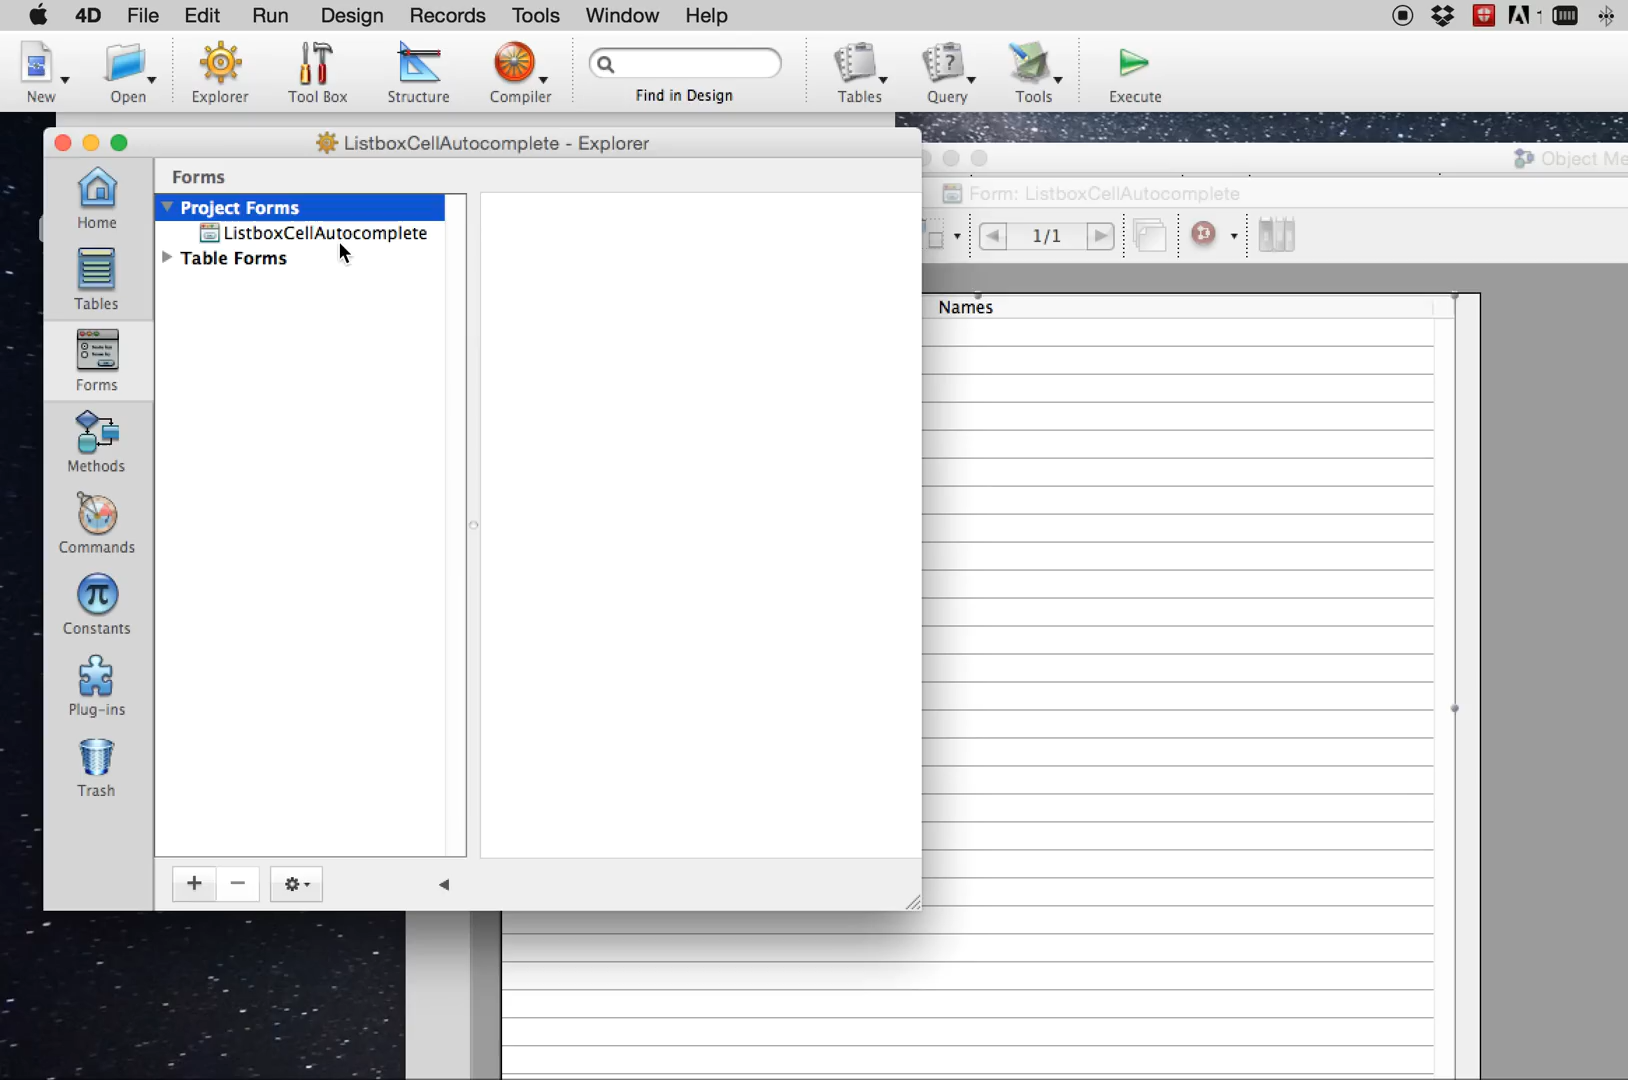 4D File Edit Run Design Records Tools Window Help
1
New Open Explorer Tool Box Structure Compiler Find in Design Tables Query Tools Execute
ListboxCellAutocomplete - Explorer
Object Me
Form: ListboxCellAutocomplete
1/1
Home
Tables
Forms
Methods
Commands
Constants
Plug-ins
Trash
Forms
Project Forms
ListboxCellAutocomplete
Table Forms
Names